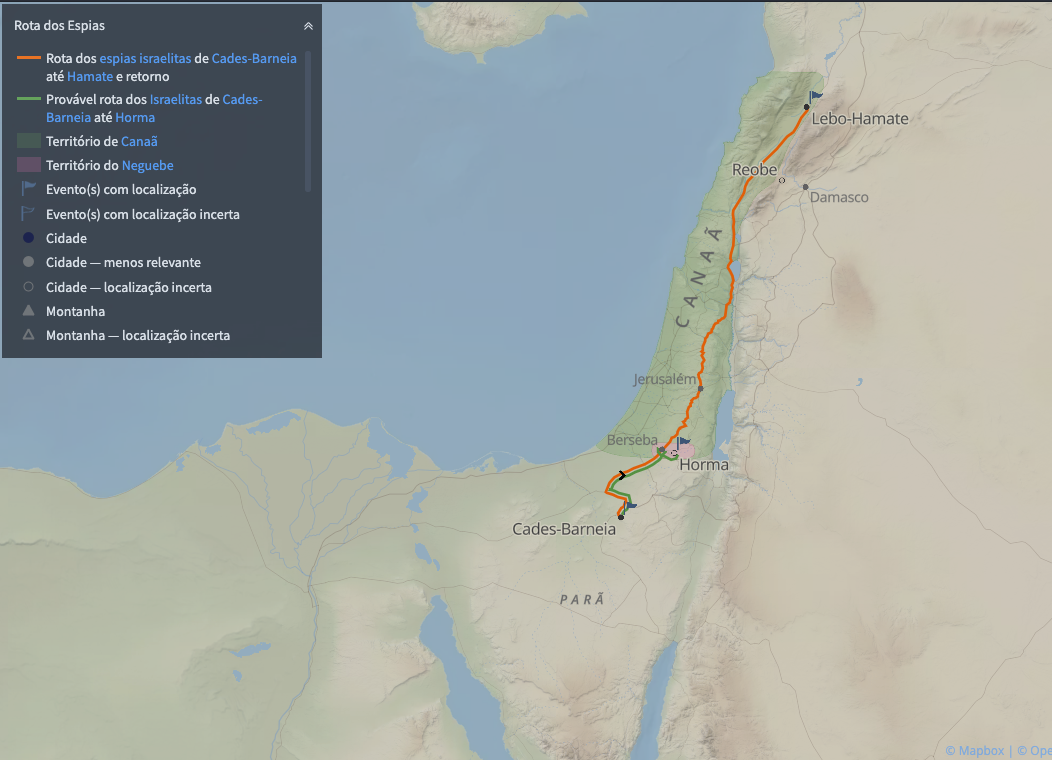 Rota dos Espias
Rota dos espias israelitas de Cades-Barneia
até Hamate e retorno
Provável rota dos Israelitas de Cades-
Barneia até Horma
Território de Canaã
Território do Neguebe
Evento(s) com localização
Evento(s) com localização incerta
Cidade
Cidade — menos relevante
Cidade — localização incerta
Montanha
Montanha — localização incerta
Lebo-Hamate
Reobe
Damasco
CANAÃ
Jerusalém
Berseba
Horma
Cades-Barneia
PARÃ
© Mapbox | © Ope